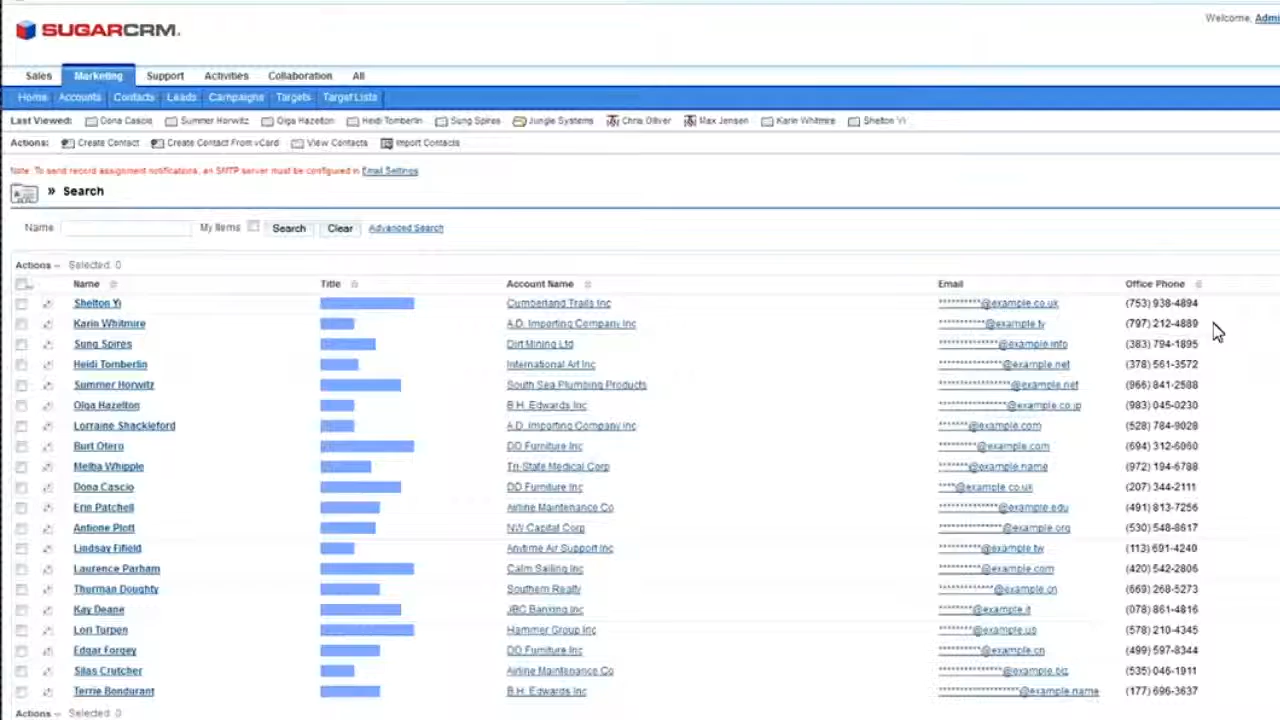 SUGARCRM.
Welcome, Admi
Sales Marketing Support Activities Collaboration All
Home Accounts Contacts Leads Campaigns Targets Target Lists
Last Viewed: Dona Cascio Summer Horwitz Olga Hazelton Heidi Tomberlin Sung Spires Jungle Systems Chris Oliver Max Jensen Karin Whitmire Shelton Yi
Actions: Create Contact Create Contact From vCard View Contacts Import Contacts
Note: To send record assignment notifications, an SMTP server must be configured in Email Settings
» Search
Name My Items Search Clear Advanced Search
Actions Selected: 0
Name Title Account Name Email Office Phone
Shelton Yi Cumberland Trails Inc **********@example.co.uk (753) 938-4894
Karin Whitmire A.D. Importing Company Inc ***********@example.tv (797) 212-4889
Sung Spires Dirt Mining Ltd **************@example.info (383) 794-1895
Heidi Tomberlin International Art Inc ***************@example.net (378) 561-3572
Summer Horwitz South Sea Plumbing Products *****************@example.net (966) 841-2588
Olga Hazelton B.H. Edwards Inc ****************@example.co.jp (983) 045-0230
Lorraine Shackleford A.D. Importing Company Inc *******@example.com (528) 784-9028
Burt Otero DD Furniture Inc *********@example.com (694) 312-6060
Melba Whipple Tri-State Medical Corp *******@example.name (972) 194-6788
Dona Cascio DD Furniture Inc ****@example.co.uk (207) 344-2111
Erin Patchell Airline Maintenance Co **************@example.edu (491) 813-7256
Antione Plott NW Capital Corp ***************@example.org (530) 548-8617
Lindsay Fifield Anytime Air Support Inc **********@example.tw (113) 691-4240
Laurence Parham Calm Sailing Inc **********@example.com (420) 542-2806
Thurman Doughty Southern Realty *************@example.cn (669) 268-5273
Kay Deane JBC Banking Inc ********@example.it (078) 861-4816
Lori Turpen Hammer Group Inc ********@example.us (578) 210-4345
Edgar Forgey DD Furniture Inc **********@example.cn (499) 597-8344
Silas Crutcher Airline Maintenance Co **************@example.biz (535) 046-1911
Terrie Bondurant B.H. Edwards Inc *******************@example.name (177) 696-3637
Actions Selected: 0